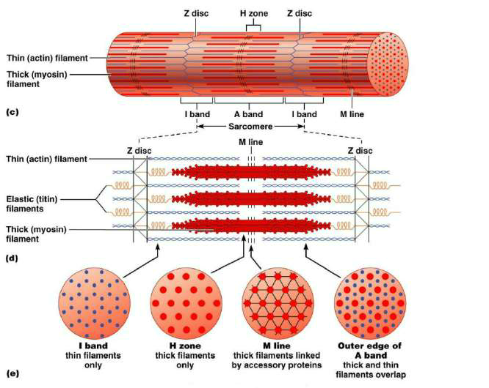 Z disc
H zone
Z disc
Thin (actin) filament
Thick (myosin)
filament
(c)
I band
A band
I band
M line
Sarcomere
M line
Thin (actin) filament
Z disc
Z disc
Elastic (titin)
filaments
Thick (myosin)
filament
(d)
I band
thin filaments
only
H zone
thick filaments
only
M line
thick filaments linked
by accessory proteins
Outer edge of
A band
thick and thin
filaments overlap
(e)